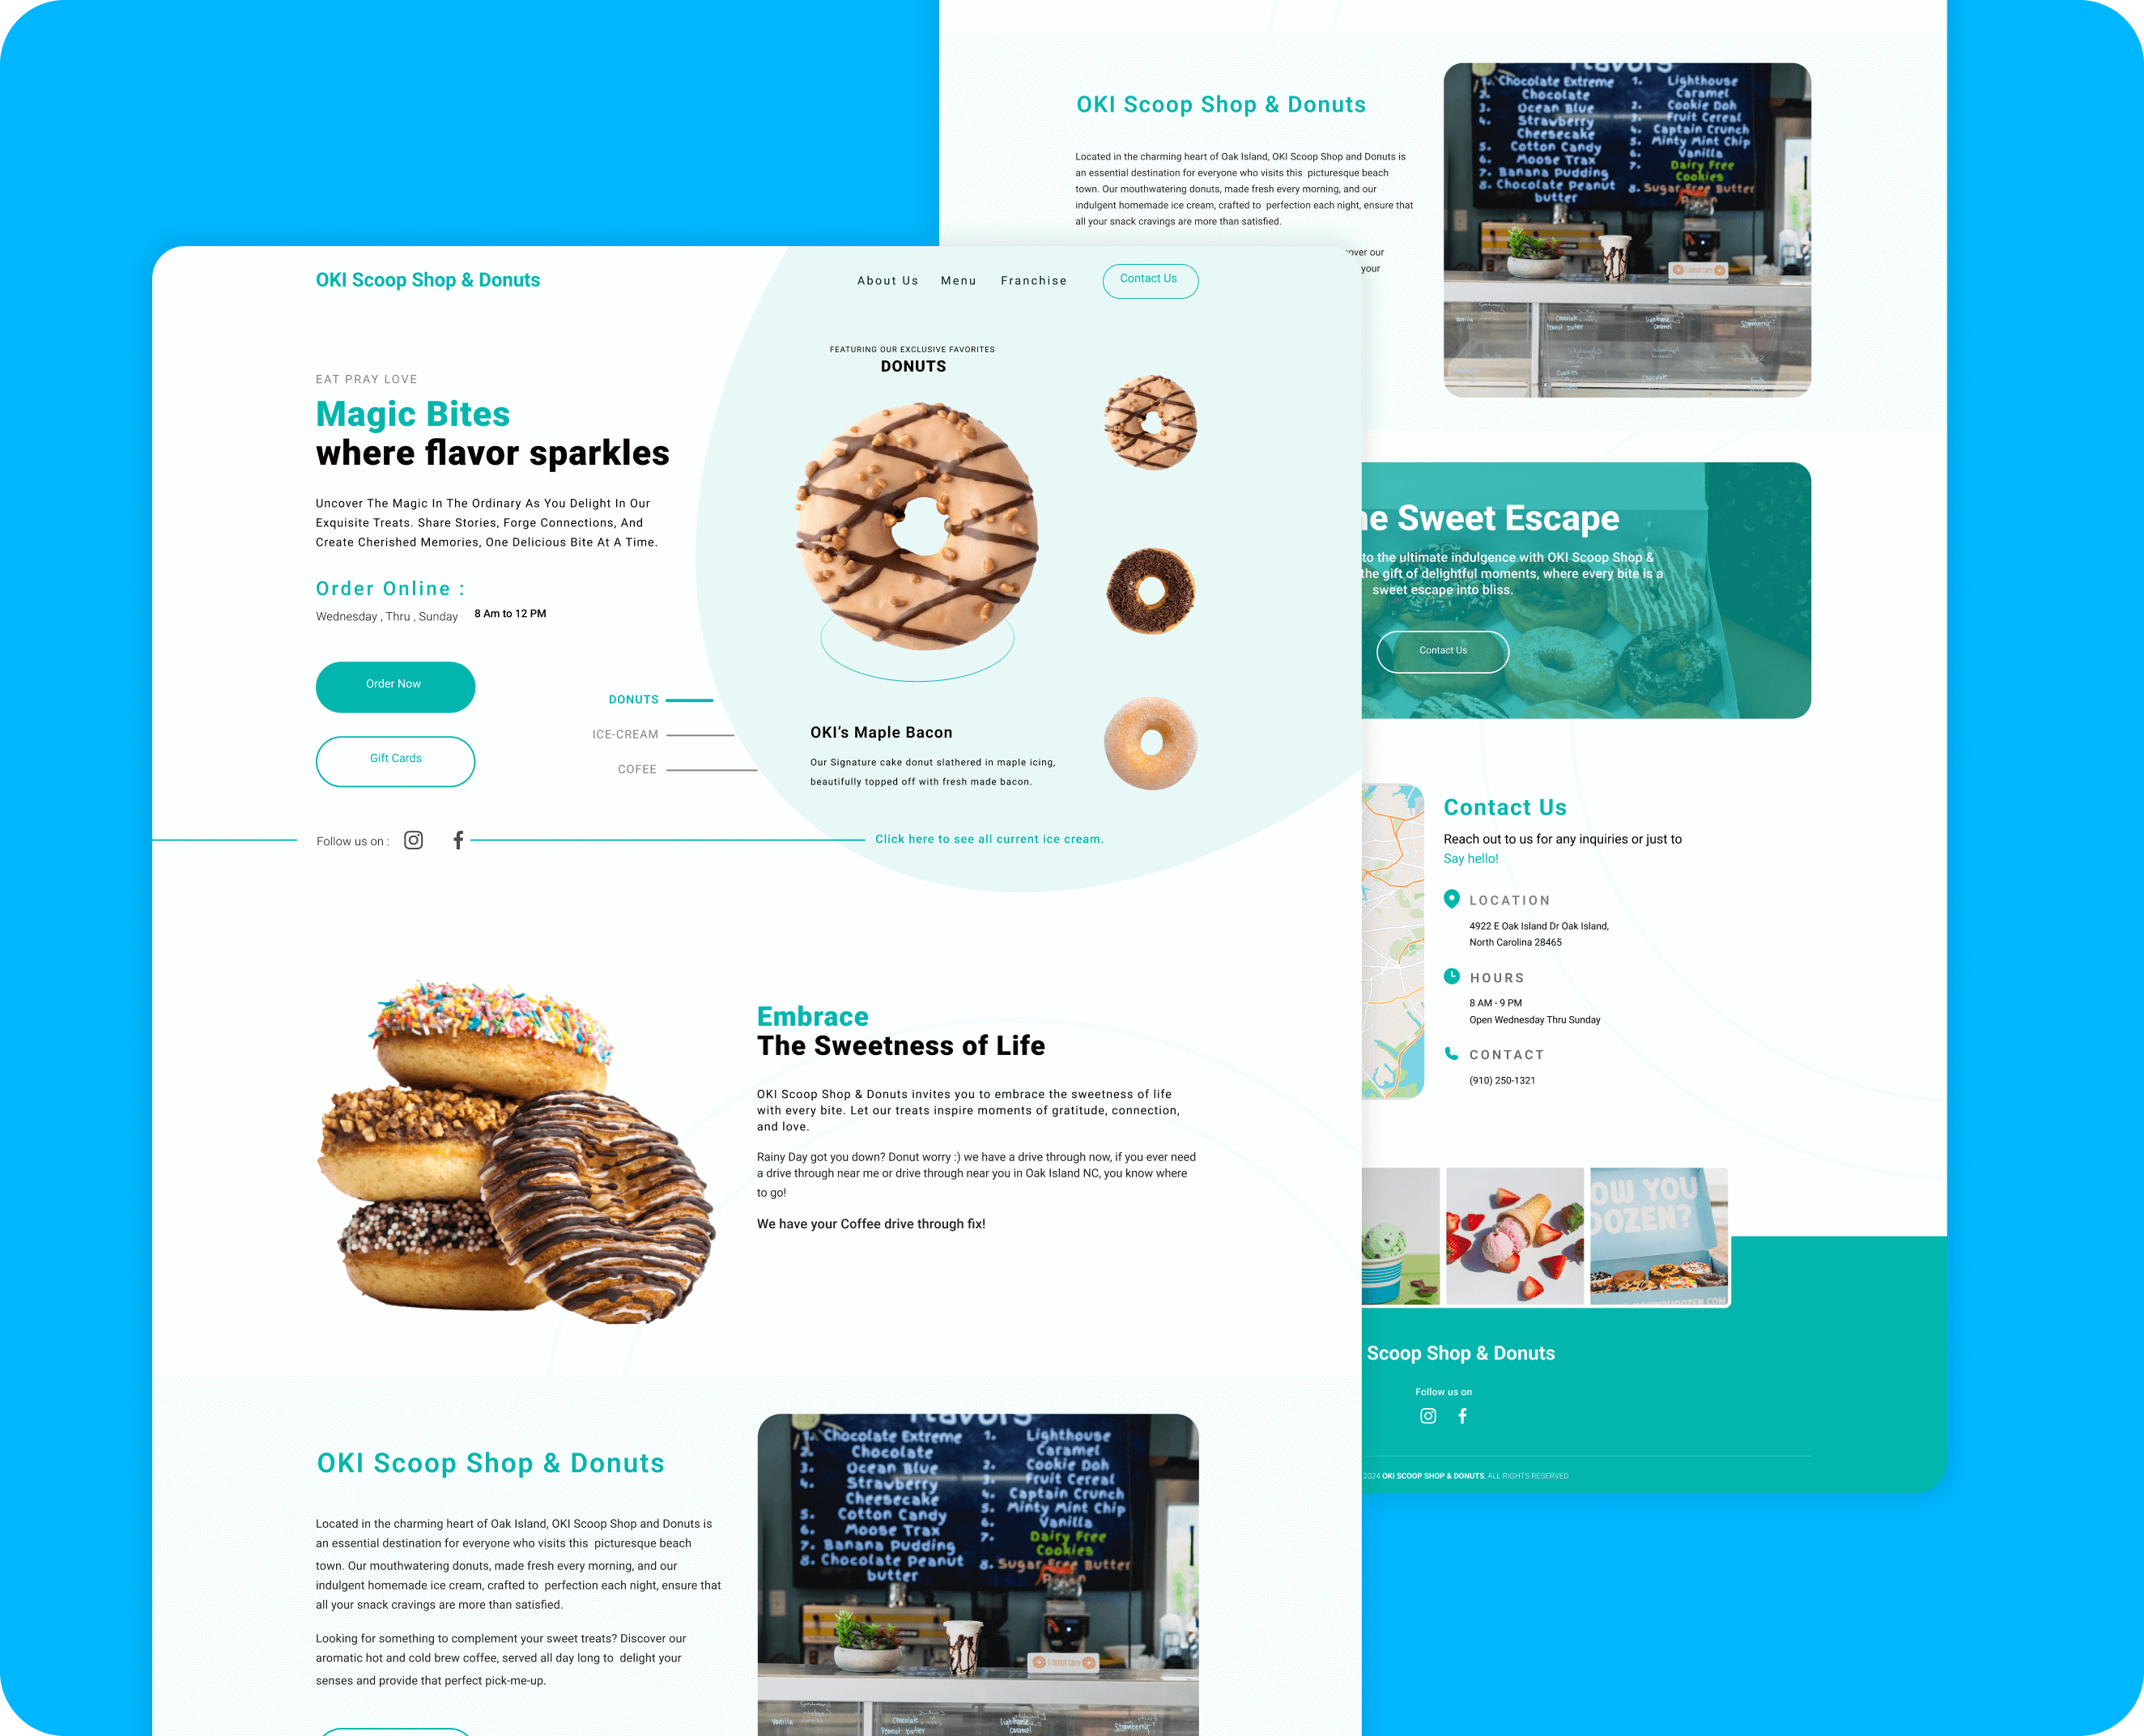 OKI Scoop Shop & Donuts
About Us Menu Franchise Contact Us
EAT PRAY LOVE
Magic Bites
where flavor sparkles
Uncover The Magic In The Ordinary As You Delight In Our
Exquisite Treats. Share Stories, Forge Connections, And
Create Cherished Memories, One Delicious Bite At A Time.
Order Online :
Wednesday , Thru , Sunday 8 Am to 12 PM
Order Now
Gift Cards
DONUTS
ICE-CREAM
COFEE
FEATURING OUR EXCLUSIVE FAVORITES
DONUTS
OKI's Maple Bacon
Our Signature cake donut slathered in maple icing,
beautifully topped off with fresh made bacon.
Follow us on :
Click here to see all current ice cream.
Embrace
The Sweetness of Life
OKI Scoop Shop & Donuts invites you to embrace the sweetness of life
with every bite. Let our treats inspire moments of gratitude, connection,
and love.
Rainy Day got you down? Donut worry :) we have a drive through now, if you ever need
a drive through near me or drive through near you in Oak Island NC, you know where
to go!
We have your Coffee drive through fix!
OKI Scoop Shop & Donuts
Located in the charming heart of Oak Island, OKI Scoop Shop and Donuts is
an essential destination for everyone who visits this picturesque beach
town. Our mouthwatering donuts, made fresh every morning, and our
indulgent homemade ice cream, crafted to perfection each night, ensure that
all your snack cravings are more than satisfied.
Looking for something to complement your sweet treats? Discover our
aromatic hot and cold brew coffee, served all day long to delight your
senses and provide that perfect pick-me-up.
Flavors
1. Chocolate Extreme
2. Chocolate
3. Ocean Blue
4. Strawberry
Cheesecake
5. Cotton Candy
6. Moose Trax
7. Banana Pudding
8. Chocolate Peanut
butter
1. Lighthouse
Caramel
2. Cookie Doh
3. Fruit Cereal
4. Captain Crunch
5. Minty Mint Chip
6. Vanilla
7. Dairy Free
Cookies
8. Sugar Free Butter
i donut care
Vanilla
Chocolate
Peanut butter
lighthouse
Caramel
Strawberry
OKI Scoop Shop & Donuts
Located in the charming heart of Oak Island, OKI Scoop Shop and Donuts is
an essential destination for everyone who visits this picturesque beach
town. Our mouthwatering donuts, made fresh every morning, and our
indulgent homemade ice cream, crafted to perfection each night, ensure that
all your snack cravings are more than satisfied.
over our
your
Flavors
1. Chocolate Extreme
2. Chocolate
3. Ocean Blue
4. Strawberry
Cheesecake
5. Cotton Candy
6. Moose Trax
7. Banana Pudding
8. Chocolate Peanut
butter
1. Lighthouse
Caramel
2. Cookie Doh
3. Fruit Cereal
4. Captain Crunch
5. Minty Mint Chip
6. Vanilla
7. Dairy Free
Cookies
8. Sugar Free Butter
i donut care
Vanilla
Chocolate
Peanut butter
lighthouse
Caramel
Strawberry
Cookies
Chocolate
Sweet Escape
to the ultimate indulgence with OKI Scoop Shop &
the gift of delightful moments, where every bite is a
sweet escape into bliss.
Contact Us
Contact Us
Reach out to us for any inquiries or just to
Say hello!
LOCATION
4922 E Oak Island Dr Oak Island,
North Carolina 28465
HOURS
8 AM - 9 PM
Open Wednesday Thru Sunday
CONTACT
(910) 250-1321
OW YOU
DOZEN?
Scoop Shop & Donuts
Follow us on
2024 OKI SCOOP SHOP & DONUTS, ALL RIGHTS RESERVED.